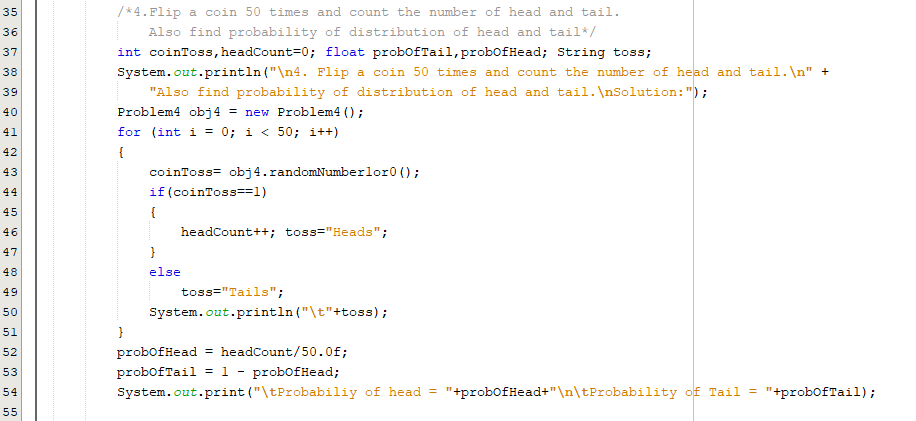 35 /*4.Flip a coin 50 times and count the number of head and tail.
36 Also find probability of distribution of head and tail*/
37 int coinToss,headCount=0; float probOfTail,probOfHead; String toss;
38 System.out.println("\n4. Flip a coin 50 times and count the number of head and tail.\n" +
39 "Also find probability of distribution of head and tail.\nSolution:");
40 Problem4 obj4 = new Problem4();
41 for (int i = 0; i < 50; i++)
42 {
43 coinToss= obj4.randomNumber1or0();
44 if(coinToss==1)
45 {
46 headCount++; toss="Heads";
47 }
48 else
49 toss="Tails";
50 System.out.println("\t"+toss);
51 }
52 probOfHead = headCount/50.0f;
53 probOfTail = 1 - probOfHead;
54 System.out.print("\tProbabiliy of head = "+probOfHead+"\n\tProbability of Tail = "+probOfTail);
55